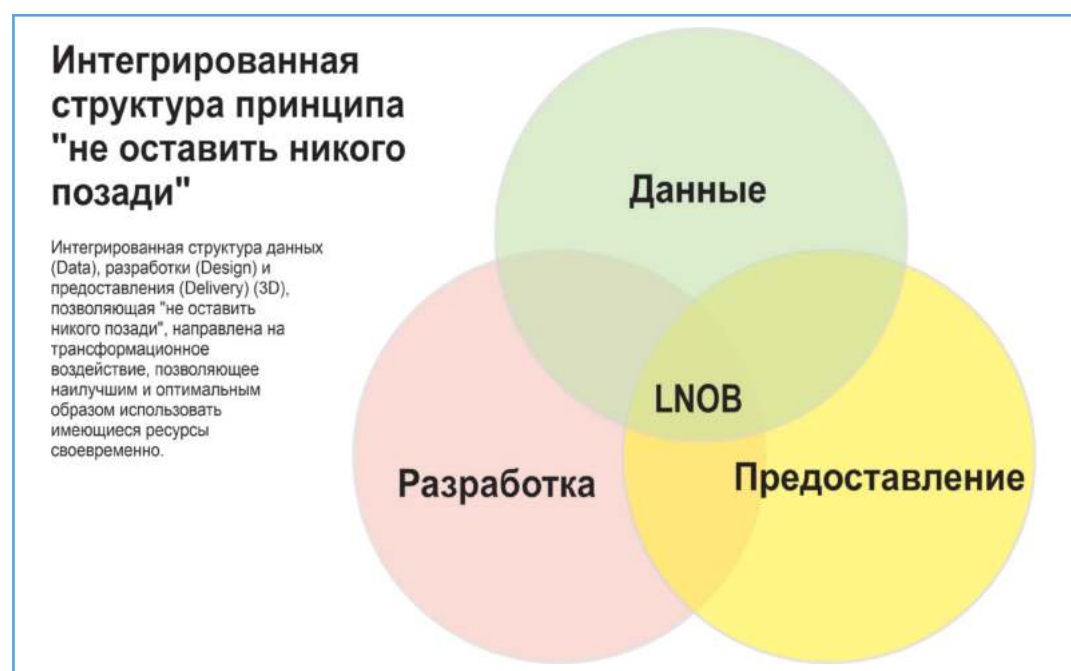 Интегрированная
структура принципа
"не оставить никого
позади"
Интегрированная структура данных
(Data), разработки (Design) и
предоставления (Delivery) (3D),
позволяющая "не оставить
никого позади", направлена на
трансформационное
воздействие, позволяющее
наилучшим и оптимальным
образом использовать
имеющиеся ресурсы
своевременно.
Данные
LNOB
Разработка
Предоставление